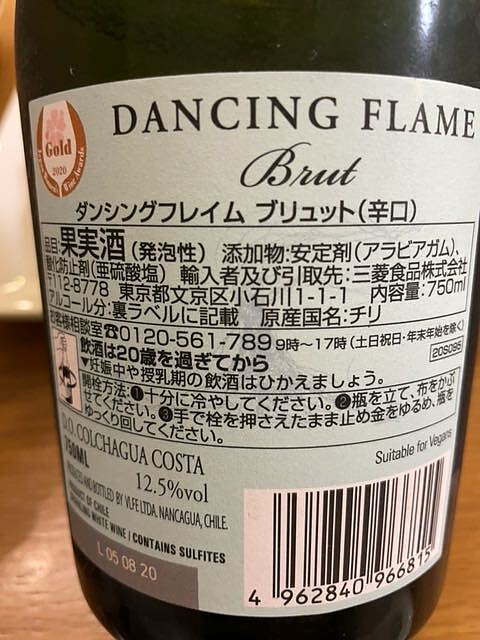 DANCING FLAME
Gold
2020
Brut
ダンシングフレイム ブリュット(辛口)
品目:果実酒(発泡性) 添加物:安定剤(アラビアガム)、
酸化防止剤(亜硫酸塩) 輸入者及び引取先:三菱食品株式会社
〒112-8778 東京都文京区小石川1-1-1 内容量:750ml
アルコール分:裏ラベルに記載 原産国名:チリ
お客様相談室☎0120-561-789 9時~17時(土日祝日・年末年始を除く)
20S095
飲酒は20歳を過ぎてから
♥妊娠中や授乳期の飲酒はひかえましょう。
開栓方法:❶十分に冷やしてください。❷瓶を立て、布をかぶ
せてください。❸手で栓を押さえたまま止め金をゆるめ、瓶を
ゆっくり回してください。
D.O. COLCHAGUA COSTA
Suitable for Vegans
750ML
12.5%vol
PRODUCED AND BOTTLED BY VLFE LTDA. NANCAGUA, CHILE.
PRODUCT OF CHILE
SPARKLING WHITE WINE / CONTAINS SULFITES
L 05 08 20
4 962840 966815